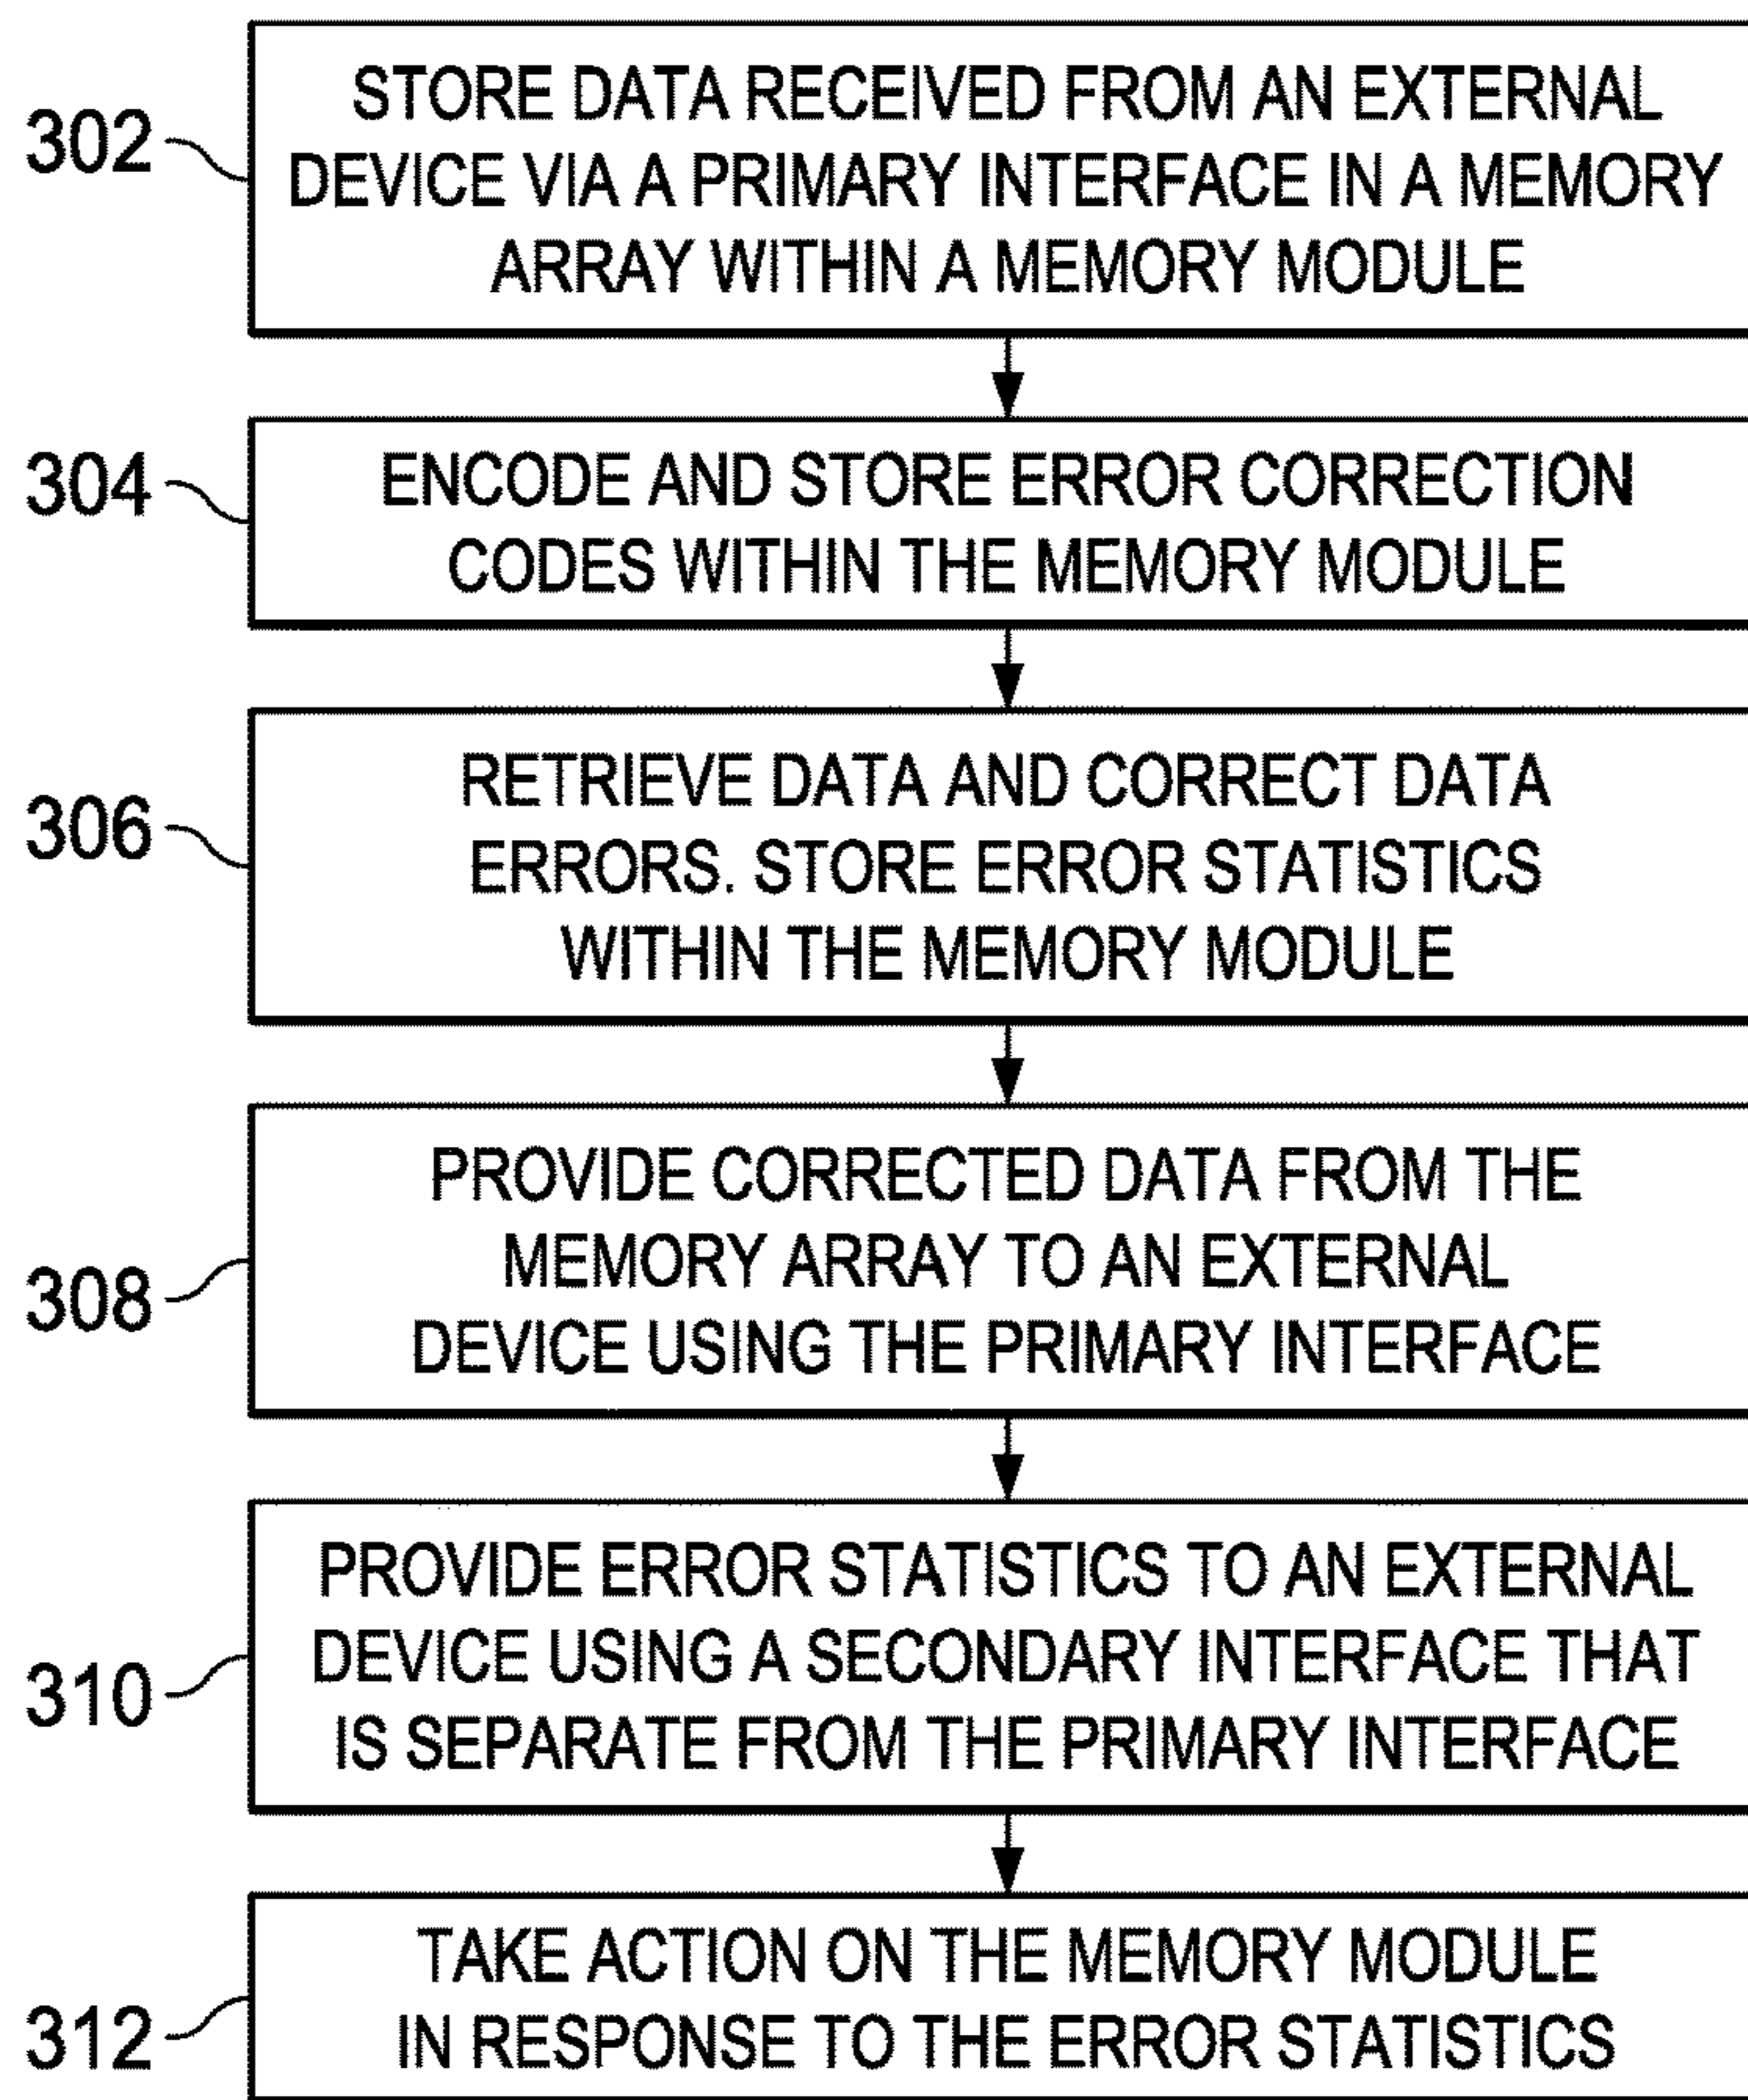 302
STORE DATA RECEIVED FROM AN EXTERNAL
DEVICE VIA A PRIMARY INTERFACE IN A MEMORY
ARRAY WITHIN A MEMORY MODULE
304
ENCODE AND STORE ERROR CORRECTION
CODES WITHIN THE MEMORY MODULE
306
RETRIEVE DATA AND CORRECT DATA
ERRORS. STORE ERROR STATISTICS
WITHIN THE MEMORY MODULE
308
PROVIDE CORRECTED DATA FROM THE
MEMORY ARRAY TO AN EXTERNAL
DEVICE USING THE PRIMARY INTERFACE
310
PROVIDE ERROR STATISTICS TO AN EXTERNAL
DEVICE USING A SECONDARY INTERFACE THAT
IS SEPARATE FROM THE PRIMARY INTERFACE
312
TAKE ACTION ON THE MEMORY MODULE
IN RESPONSE TO THE ERROR STATISTICS